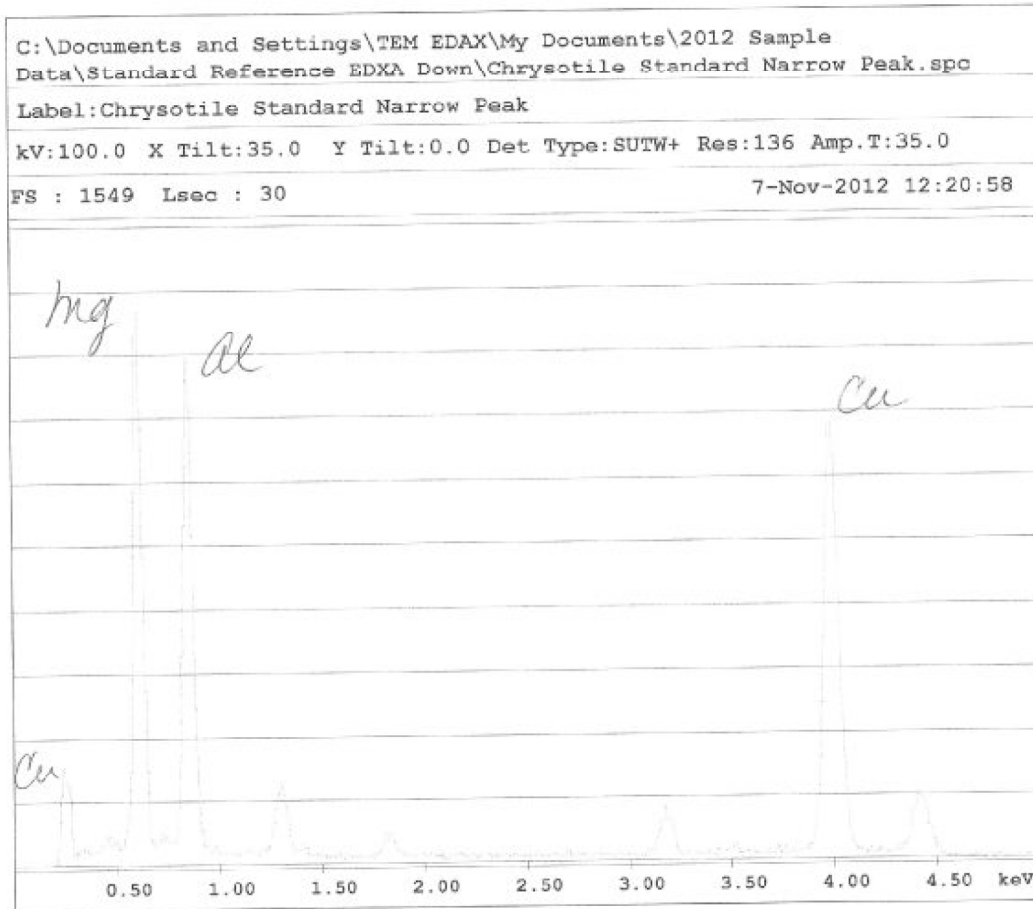 C:\Documents and Settings\TEM EDAX\My Documents\2012 Sample
Data\Standard Reference EDXA Down\Chrysotile Standard Narrow Peak.spc
Label:Chrysotile Standard Narrow Peak
kV:100.0 X Tilt:35.0 Y Tilt:0.0 Det Type:SUTW+ Res:136 Amp.T:35.0
FS : 1549 Lsec : 30 7-Nov-2012 12:20:58
Mg
Al
Cu
Cu
0.50 1.00 1.50 2.00 2.50 3.00 3.50 4.00 4.50 keV